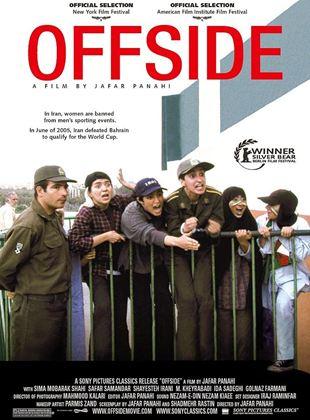 OFFICIAL SELECTION
New York Film Festival
OFFICIAL SELECTION
American Film Institute Film Festival
OFFSIDE
A FILM BY JAFAR PANAHI
In Iran, women are banned
from men's sporting events.
In June of 2005, Iran defeated Bahrain
to qualify for the World Cup.
WINNER
SILVER BEAR
BERLIN FILM FESTIVAL
IRAN
A SONY PICTURES CLASSICS RELEASE "OFFSIDE" A FILM BY JAFAR PANAHI
WITH SIMA MOBARAK SHAHI SAFAR SAMANDAR SHAYESTEH IRANI M. KHEYRABADI IDA SADEGHI GOLNAZ FARMANI
DIRECTOR OF PHOTOGRAPHY MAHMOOD KALARI EDITOR JAFAR PANAHI SOUND NEZAM-E-DIN NEZAM KIAEE SET DESIGNER IRAJ RAMINFAR
MAKEUP ARTIST PARMIS ZAND SCREENPLAY BY JAFAR PANAHI AND SHADMEHR RASTIN DIRECTED BY JAFAR PANAHI
WWW.OFFSIDEMOVIE.COM
WWW.SONYCLASSICS.COM
SONY PICTURES CLASSICS